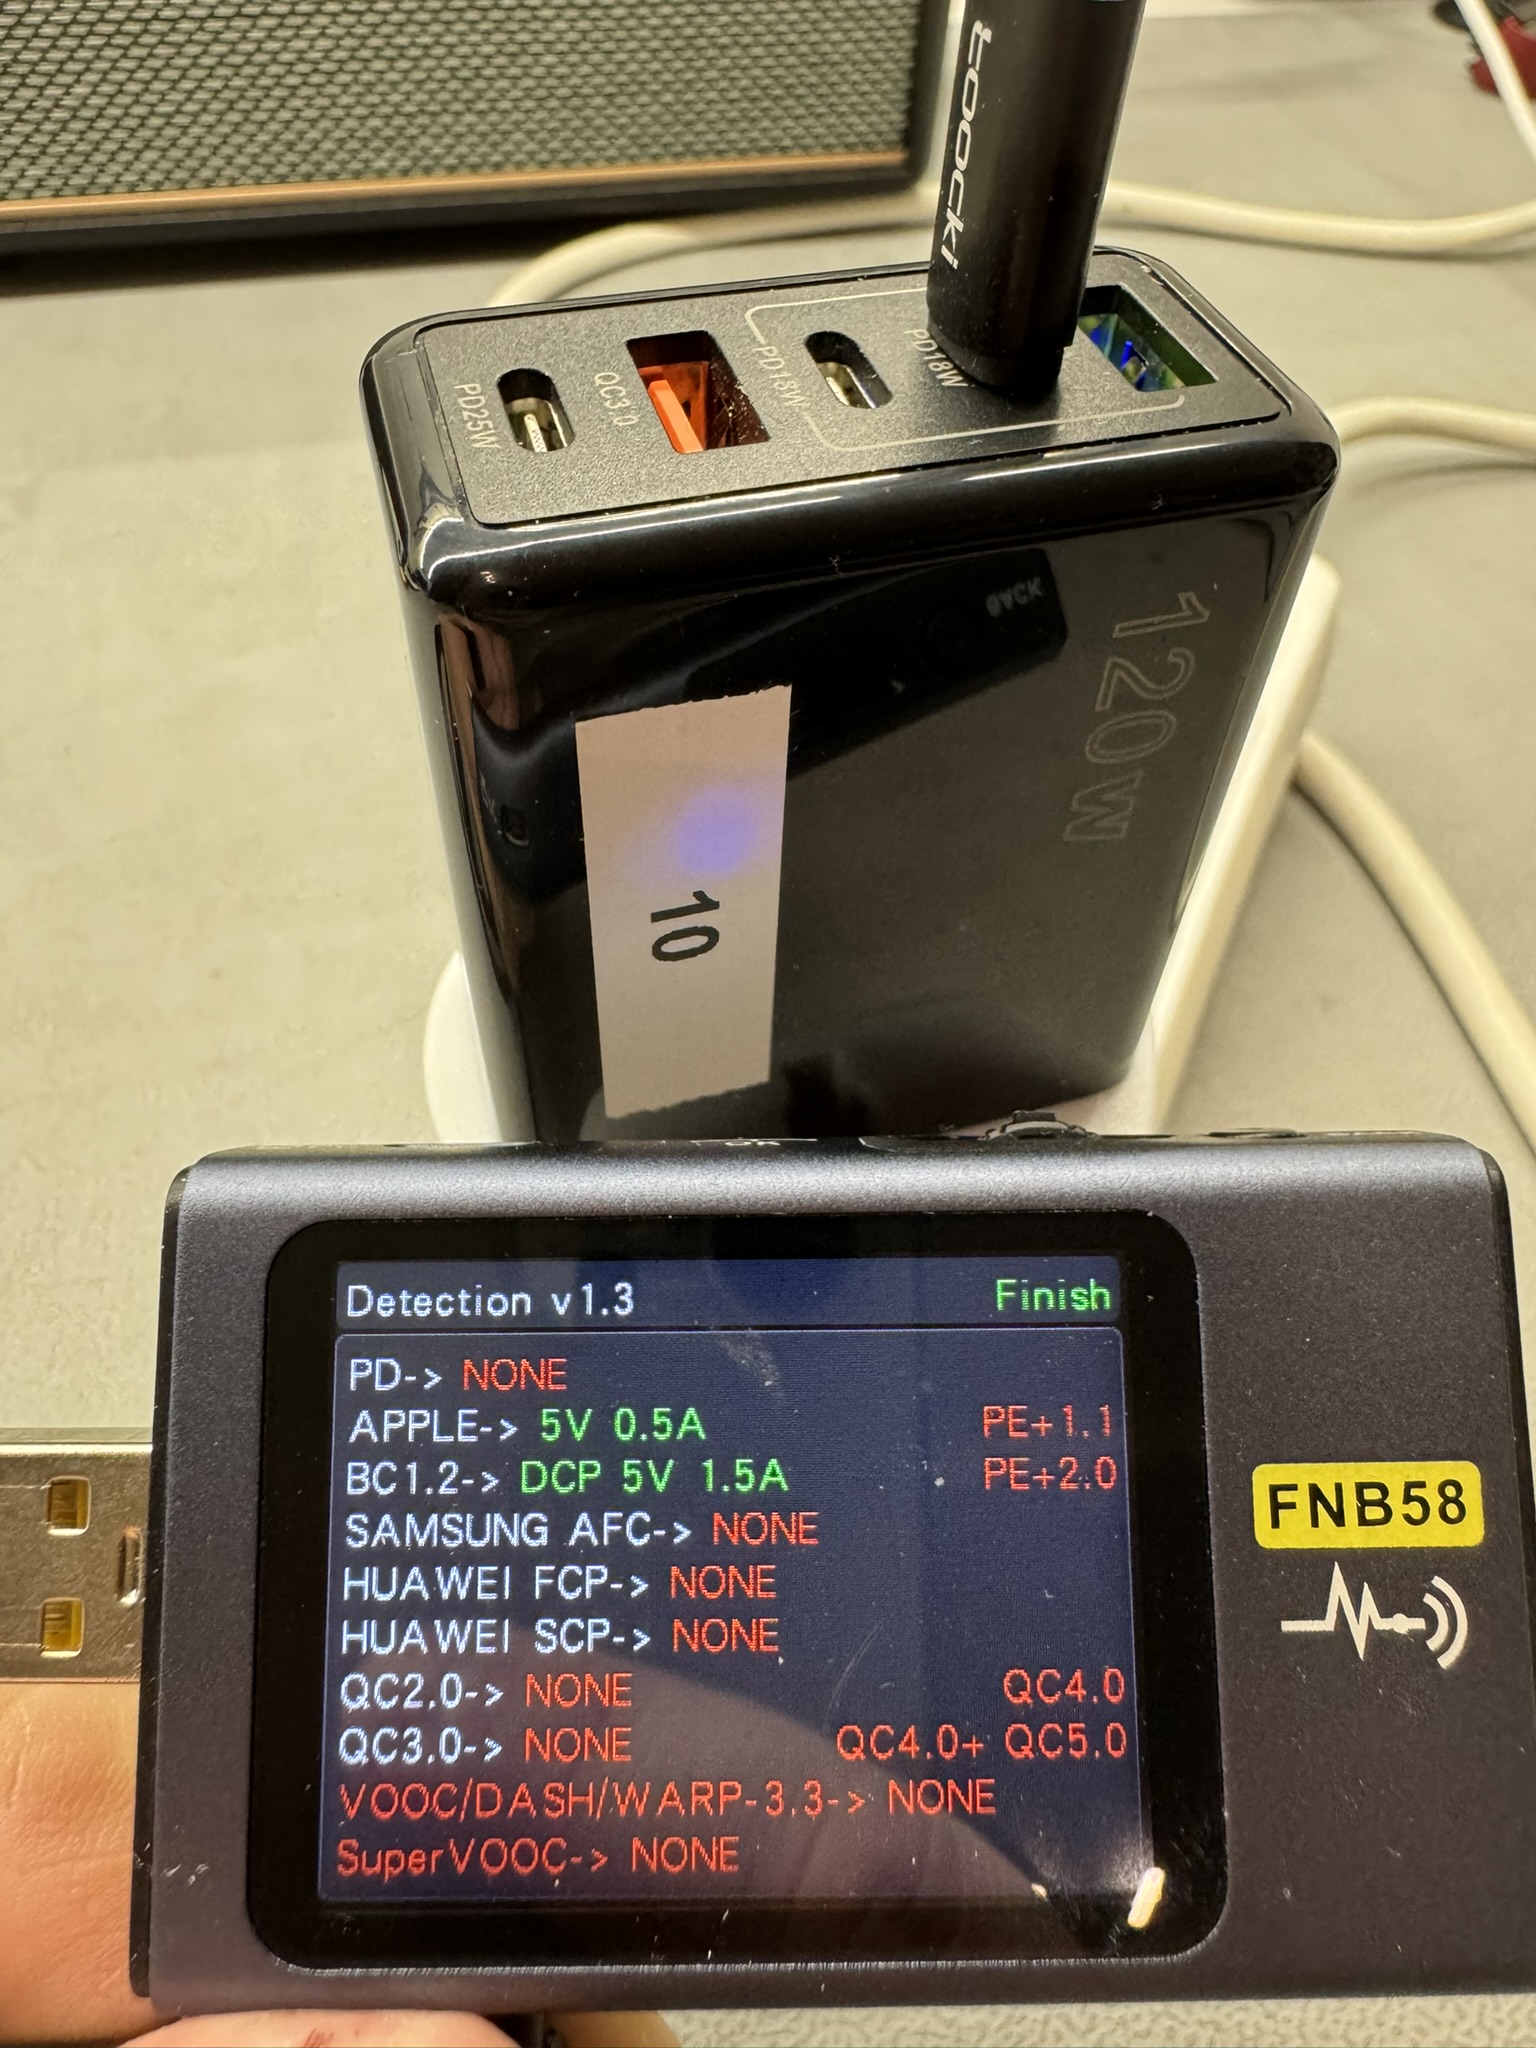 toocki
PD25W
QC3.0
PD18W
PD18W
BACK
120W
10
OK
Detection v1.3 Finish
PD-> NONE
APPLE-> 5V 0.5A PE+1.1
BC1.2-> DCP 5V 1.5A PE+2.0
SAMSUNG AFC-> NONE
HUAWEI FCP-> NONE
HUAWEI SCP-> NONE
QC2.0-> NONE QC4.0
QC3.0-> NONE QC4.0+ QC5.0
VOOC/DASH/WARP-3.3-> NONE
SuperVOOC-> NONE
FNB58